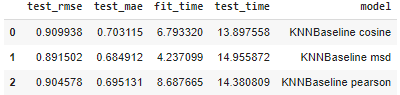 test_rmse test_mae fit_time test_time model
0 0.909938 0.703115 6.793320 13.897558 KNNBaseline cosine
1 0.891502 0.684912 4.237099 14.955872 KNNBaseline msd
2 0.904578 0.695131 8.687665 14.380809 KNNBaseline pearson